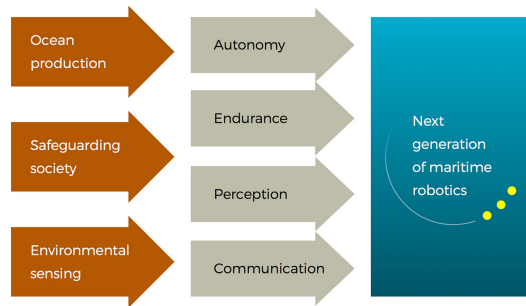 Ocean
production
Safeguarding
society
Environmental
sensing
Autonomy
Endurance
Perception
Communication
Next
generation
of maritime
robotics